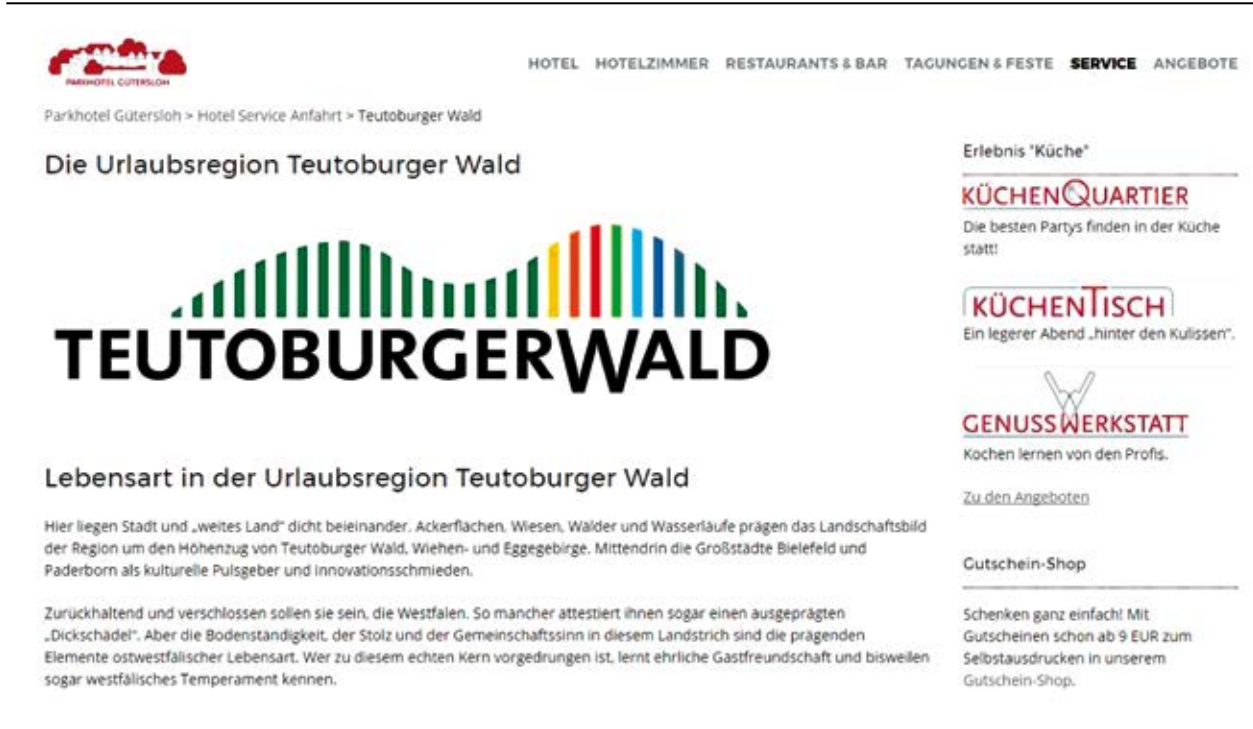 PARKHOTEL GÜTERSLOH
HOTEL HOTELZIMMER RESTAURANTS & BAR TAGUNGEN & FESTE SERVICE ANGEBOTE
Parkhotel Gütersloh > Hotel Service Anfahrt > Teutoburger Wald
Die Urlaubsregion Teutoburger Wald
TEUTOBURGERWALD
Lebensart in der Urlaubsregion Teutoburger Wald
Hier liegen Stadt und „weites Land" dicht beieinander. Ackerflächen, Wiesen, Wälder und Wasserläufe prägen das Landschaftsbild
der Region um den Höhenzug von Teutoburger Wald, Wiehen- und Eggegebirge. Mittendrin die Großstädte Bielefeld und
Paderborn als kulturelle Pulsgeber und Innovationsschmieden.
Zurückhaltend und verschlossen sollen sie sein, die Westfalen. So mancher attestiert ihnen sogar einen ausgeprägten
„Dickschädel". Aber die Bodenständigkeit, der Stolz und der Gemeinschaftssinn in diesem Landstrich sind die prägenden
Elemente ostwestfälischer Lebensart. Wer zu diesem echten Kern vorgedrungen ist, lernt ehrliche Gastfreundschaft und bisweilen
sogar westfälisches Temperament kennen.
Erlebnis "Küche"
KÜCHENQUARTIER
Die besten Partys finden in der Küche
statt!
KÜCHENTISCH
Ein legerer Abend „hinter den Kulissen".
GENUSSWERKSTATT
Kochen lernen von den Profis.
Zu den Angeboten
Gutschein-Shop
Schenken ganz einfach! Mit
Gutscheinen schon ab 9 EUR zum
Selbstausdrucken in unserem
Gutschein-Shop.